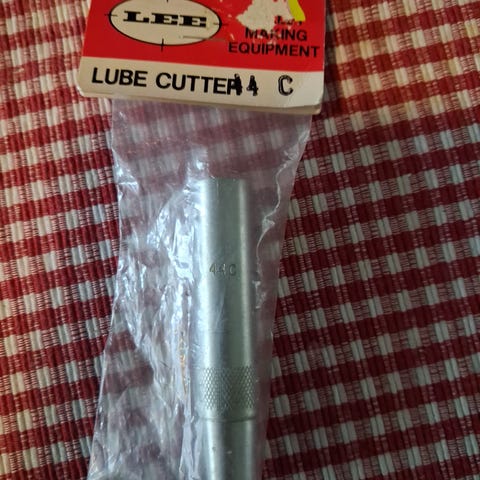 LEE
MAKING
EQUIPMENT
LUBE CUTTER 44 C
44C